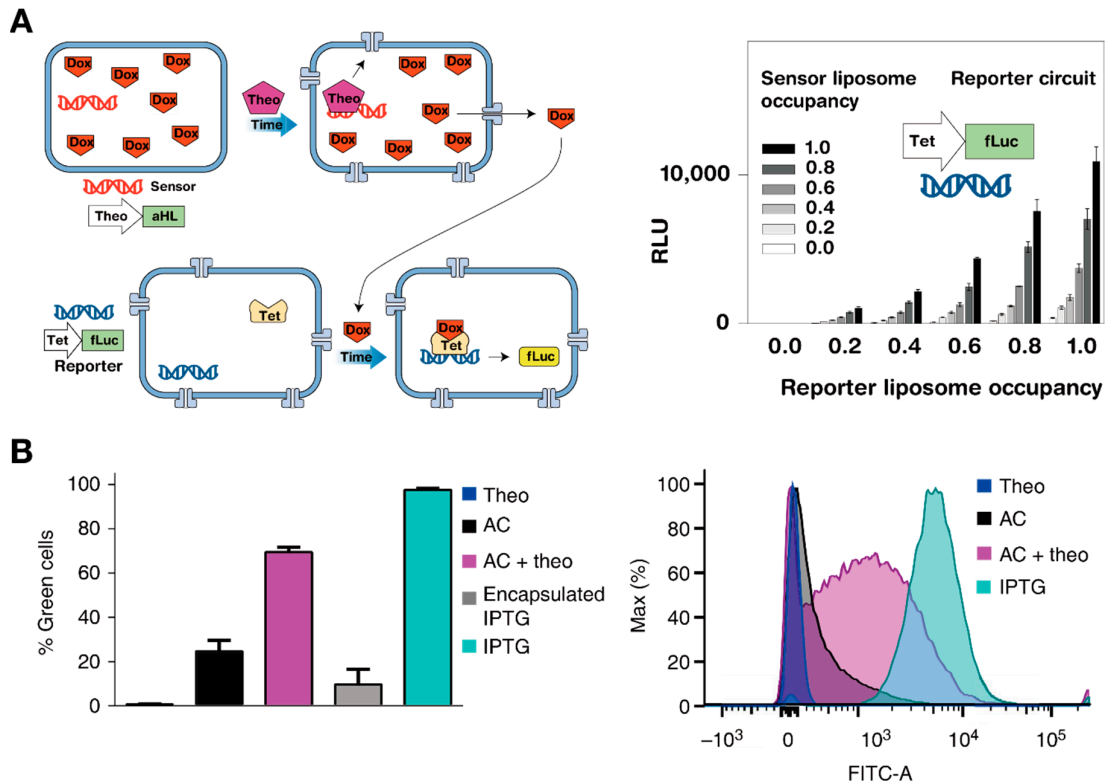 A
Dox
Dox
Dox
Dox
Dox
Dox
Dox
Dox
Sensor
Theo
aHL
Theo
Time
Dox
Dox
Theo
Dox
Dox
Dox
Dox
Dox
Tet
fLuc
Reporter
Tet
Dox
Time
Dox
Tet
fLuc
Sensor liposome
occupancy
1.0
0.8
0.6
0.4
0.2
0.0
Reporter circuit
Tet
fLuc
RLU
10,000
0
0.0 0.2 0.4 0.6 0.8 1.0
Reporter liposome occupancy
B
% Green cells
100
80
60
40
20
0
Theo
AC
AC + theo
Encapsulated
IPTG
IPTG
Max (%)
100
80
60
40
20
0
Theo
AC
AC + theo
IPTG
−10³ 0 10³ 10⁴ 10⁵
FITC-A